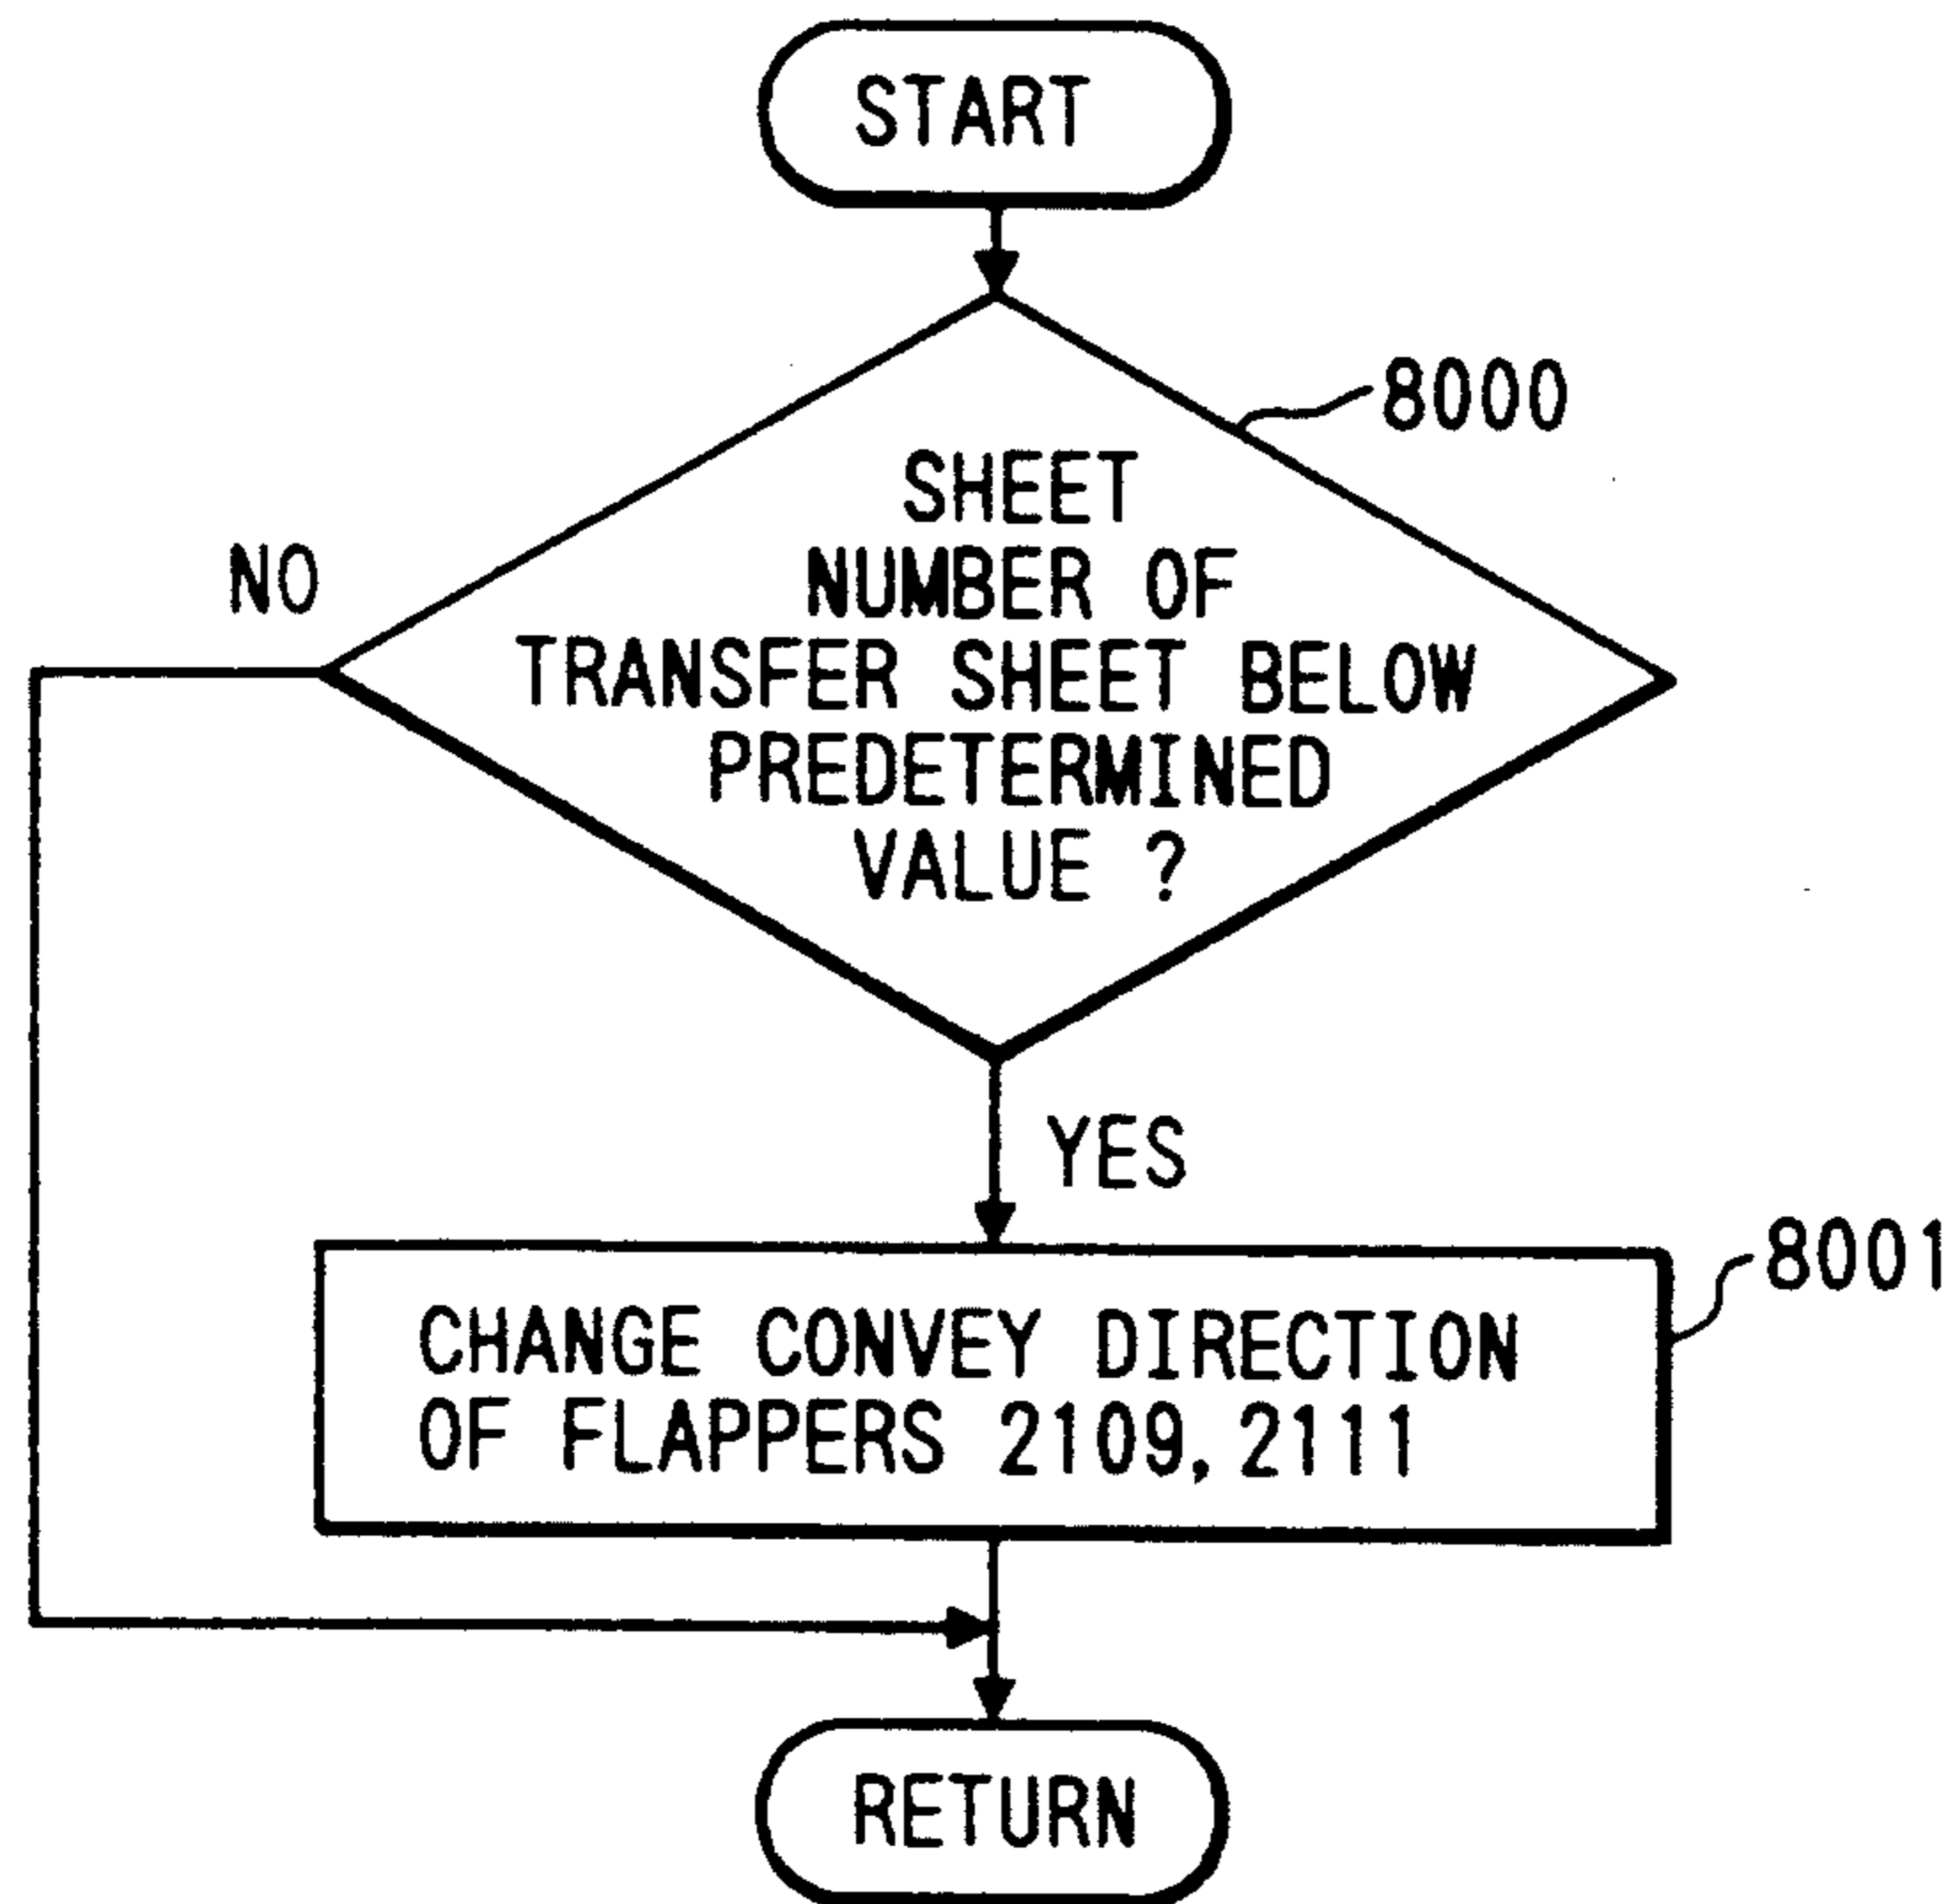 START
8000
SHEET
NUMBER OF
TRANSFER SHEET BELOW
PREDETERMINED
VALUE ?
NO
YES
8001
CHANGE CONVEY DIRECTION
OF FLAPPERS 2109,2111
RETURN